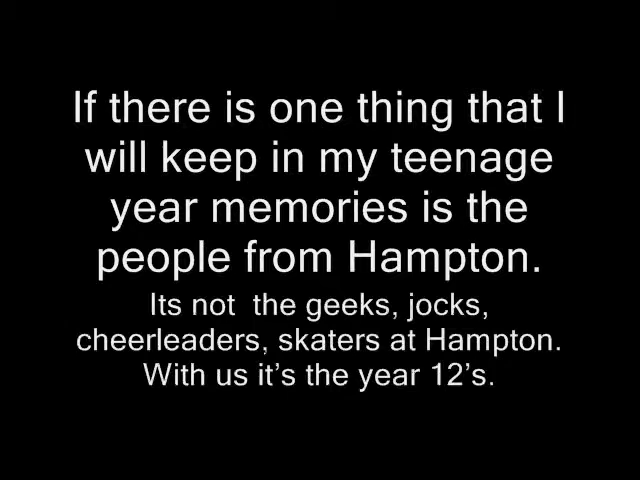 If there is one thing that I
will keep in my teenage
year memories is the
people from Hampton.
Its not  the geeks, jocks,
cheerleaders, skaters at Hampton.
With us it’s the year 12’s.